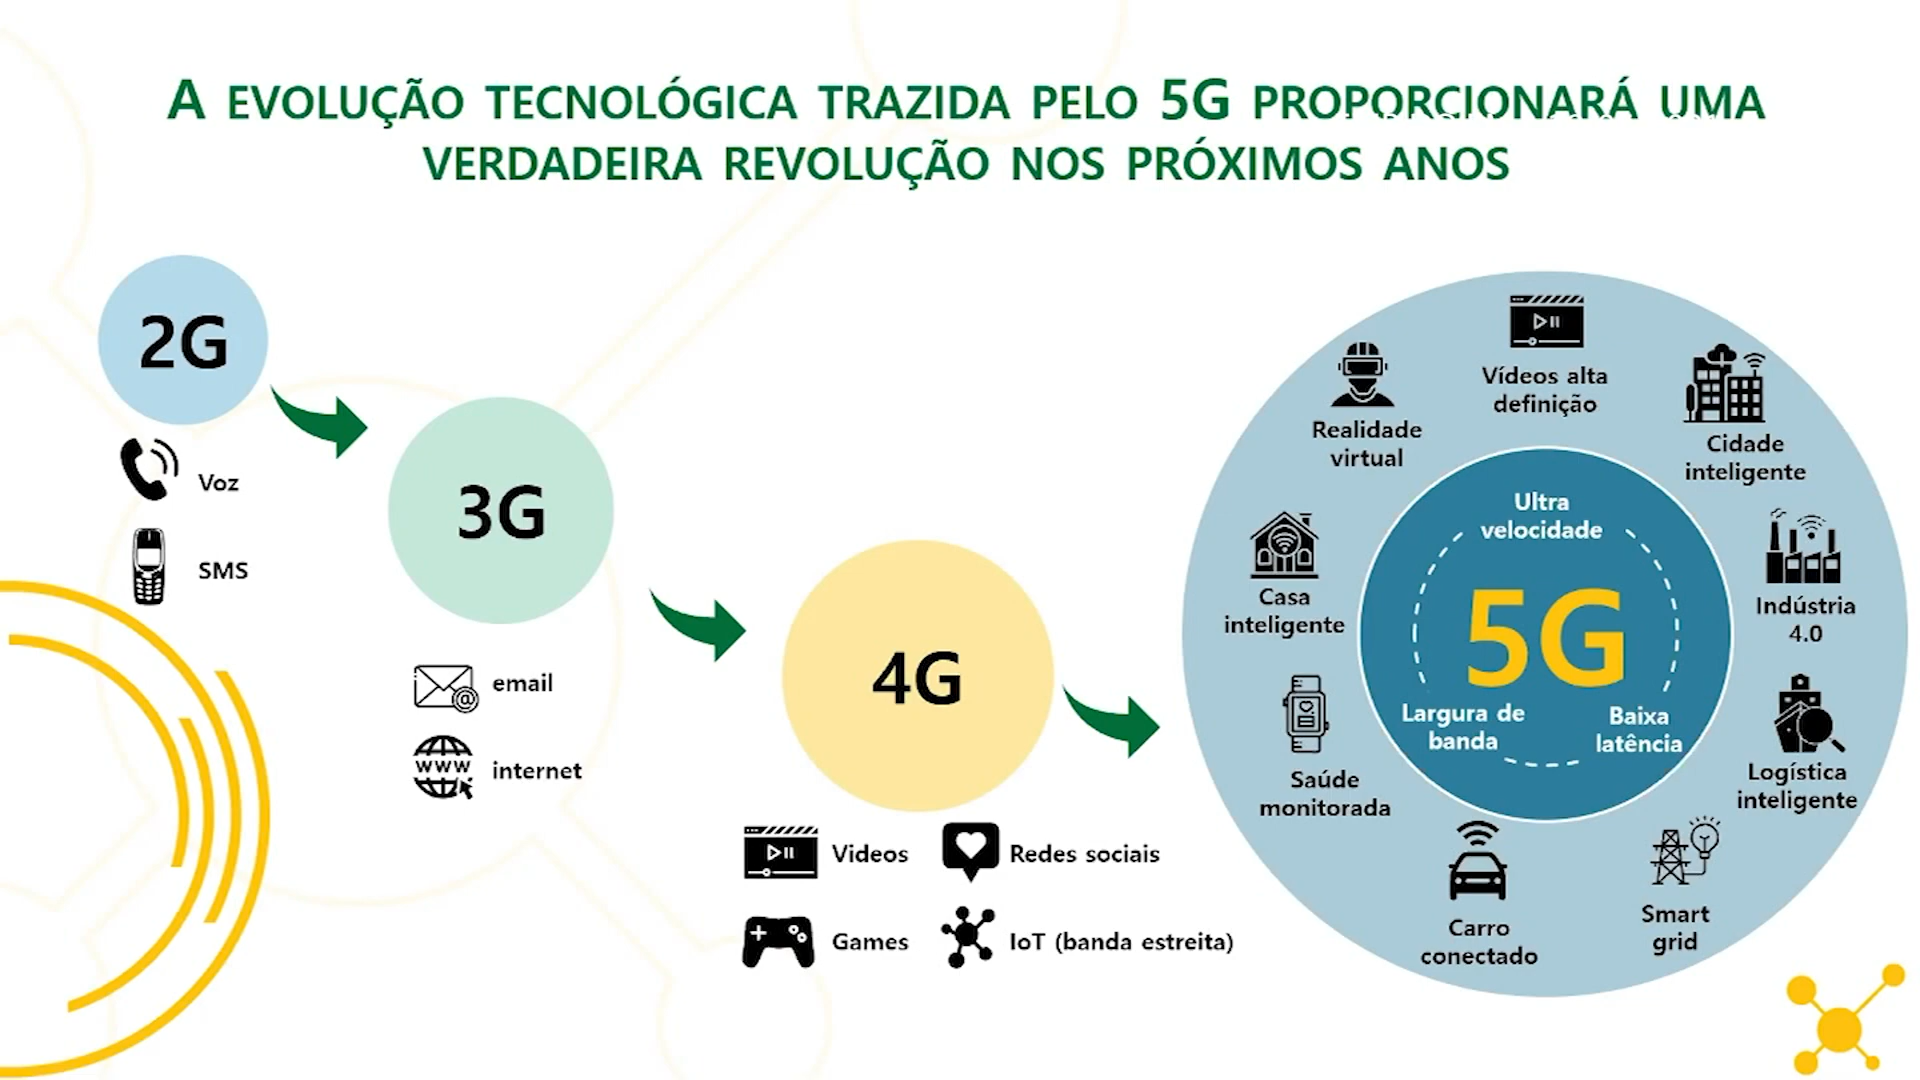 A EVOLUÇÃO TECNOLÓGICA TRAZIDA PELO 5G PROPORCIONARÁ UMA
VERDADEIRA REVOLUÇÃO NOS PRÓXIMOS ANOS
2G
Voz
SMS
3G
email
internet
4G
Videos
Redes sociais
Games
IoT (banda estreita)
Vídeos alta
definição
Realidade
virtual
Cidade
inteligente
Casa
inteligente
Indústria
4.0
Saúde
monitorada
Logística
inteligente
Carro
conectado
Smart
grid
Ultra
velocidade
5G
Largura de
banda
Baixa
latência
WWW
@